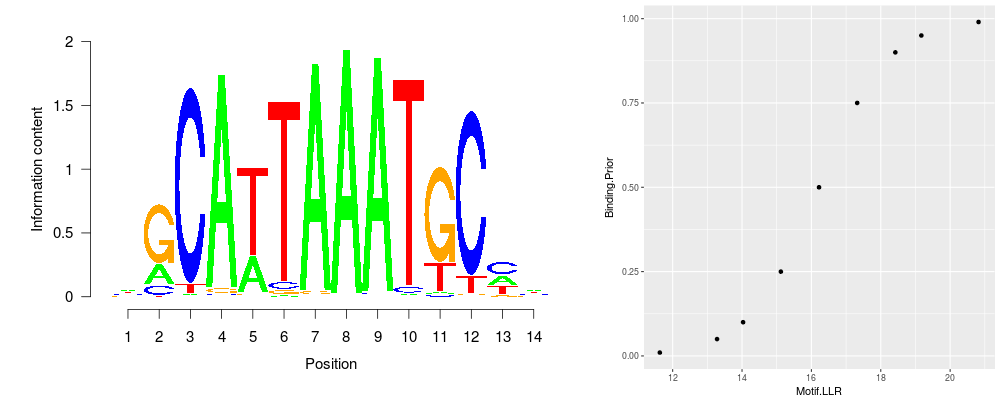 Information content
2
1.5
1
0.5
0
GCATTAAATGCC
AATTA
1 2 3 4 5 6 7 8 9 10 11 12 13 14
Position
Binding.Prior
1.00
0.75
0.50
0.25
0.00
12 14 16 18 20
Motif.LLR